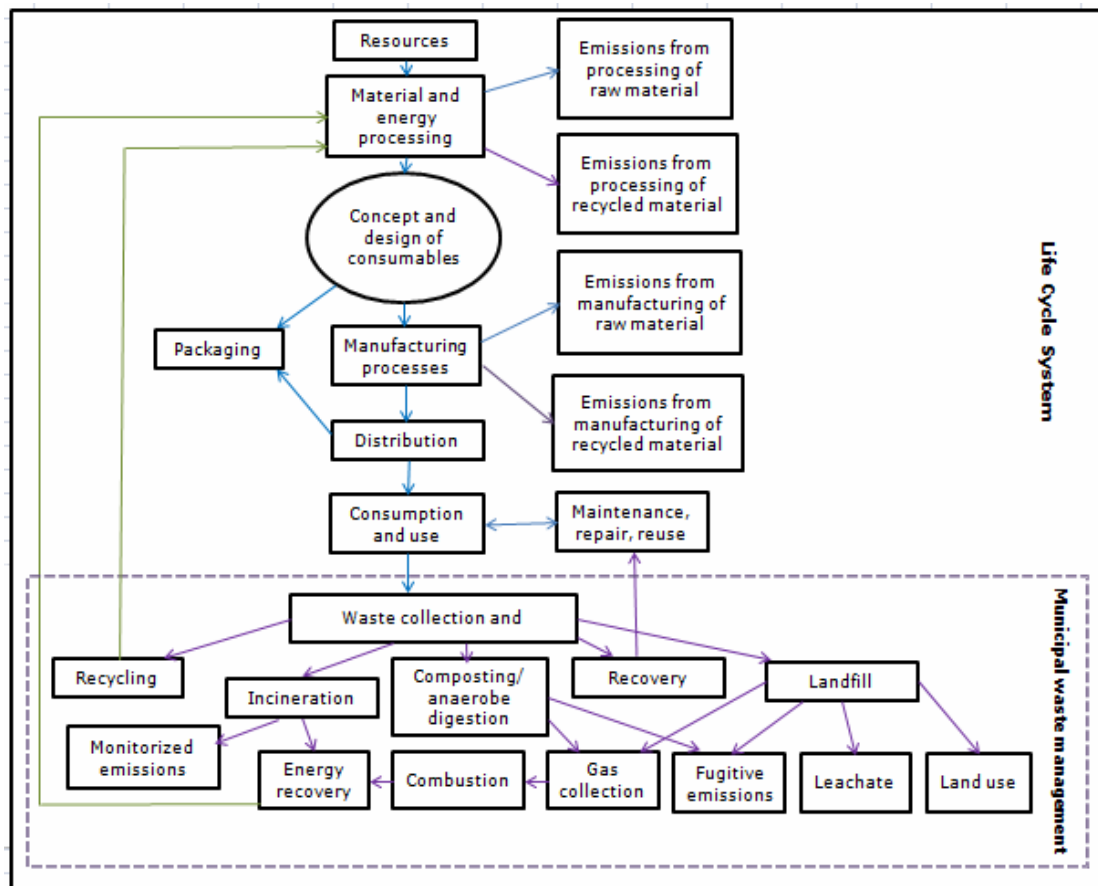 Resources
Emissions from
processing of
raw material
Material and
energy
processing
Emissions from
processing of
recycled material
Concept and
design of
consumables
Emissions from
manufacturing of
raw material
Packaging
Manufacturing
processes
Emissions from
manufacturing of
recycled material
Distribution
Consumption
and use
Maintenance,
repair, reuse
Life Cycle System
Waste collection and
Recycling
Incineration
Composting/
anaerobe
digestion
Recovery
Landfill
Monitorized
emissions
Energy
recovery
Combustion
Gas
collection
Fugitive
emissions
Leachate
Land use
Municipal waste management